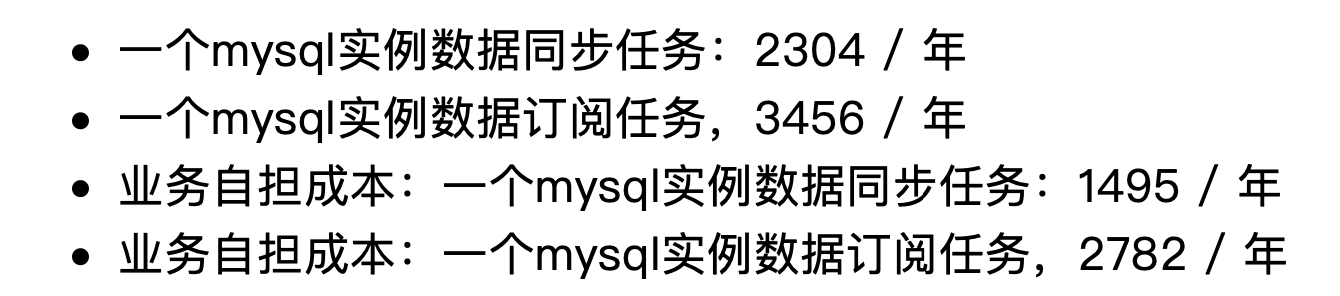 • 一个mysql实例数据同步任务：2304 / 年
• 一个mysql实例数据订阅任务，3456 / 年
• 业务自担成本：一个mysql实例数据同步任务：1495 / 年
• 业务自担成本：一个mysql实例数据订阅任务，2782 / 年